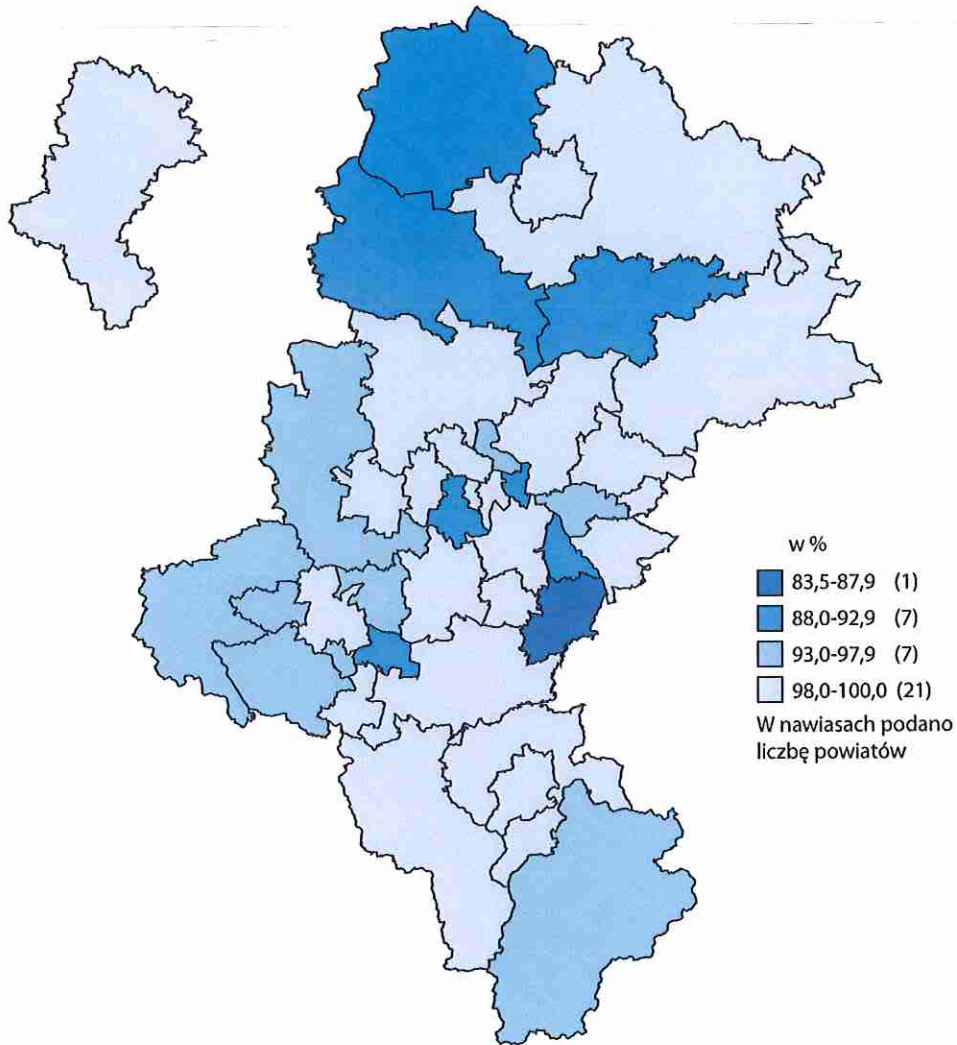 w %
83,5-87,9 (1)
88,0-92,9 (7)
93,0-97,9 (7)
98,0-100,0 (21)
W nawiasach podano
liczbę powiatów